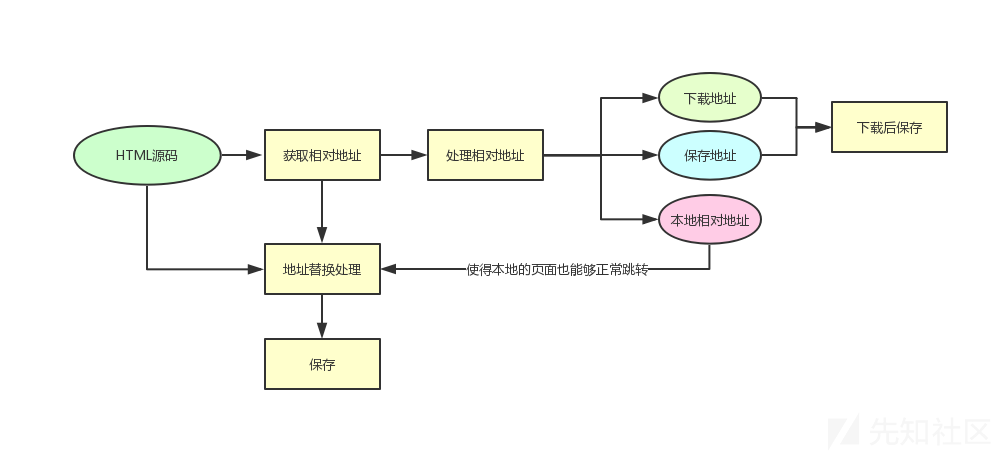 下载地址
下载后保存
HTML源码
获取相对地址
处理相对地址
保存地址
本地相对地址
地址替换处理
使得本地的页面也能够正常跳转
保存
先知社区